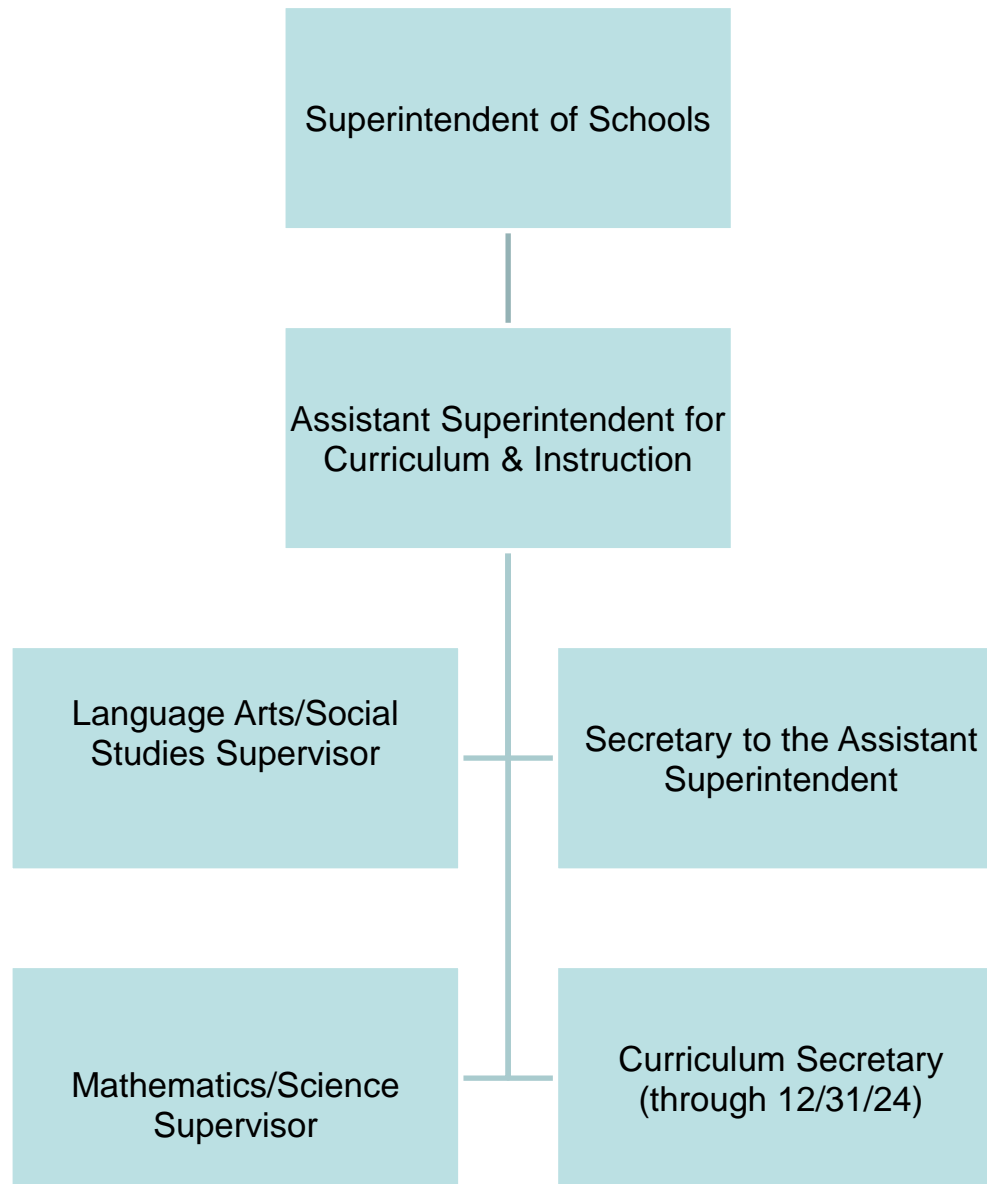 Superintendent of Schools
Assistant Superintendent for
Curriculum & Instruction
Language Arts/Social
Studies Supervisor
Secretary to the Assistant
Superintendent
Mathematics/Science
Supervisor
Curriculum Secretary
(through 12/31/24)